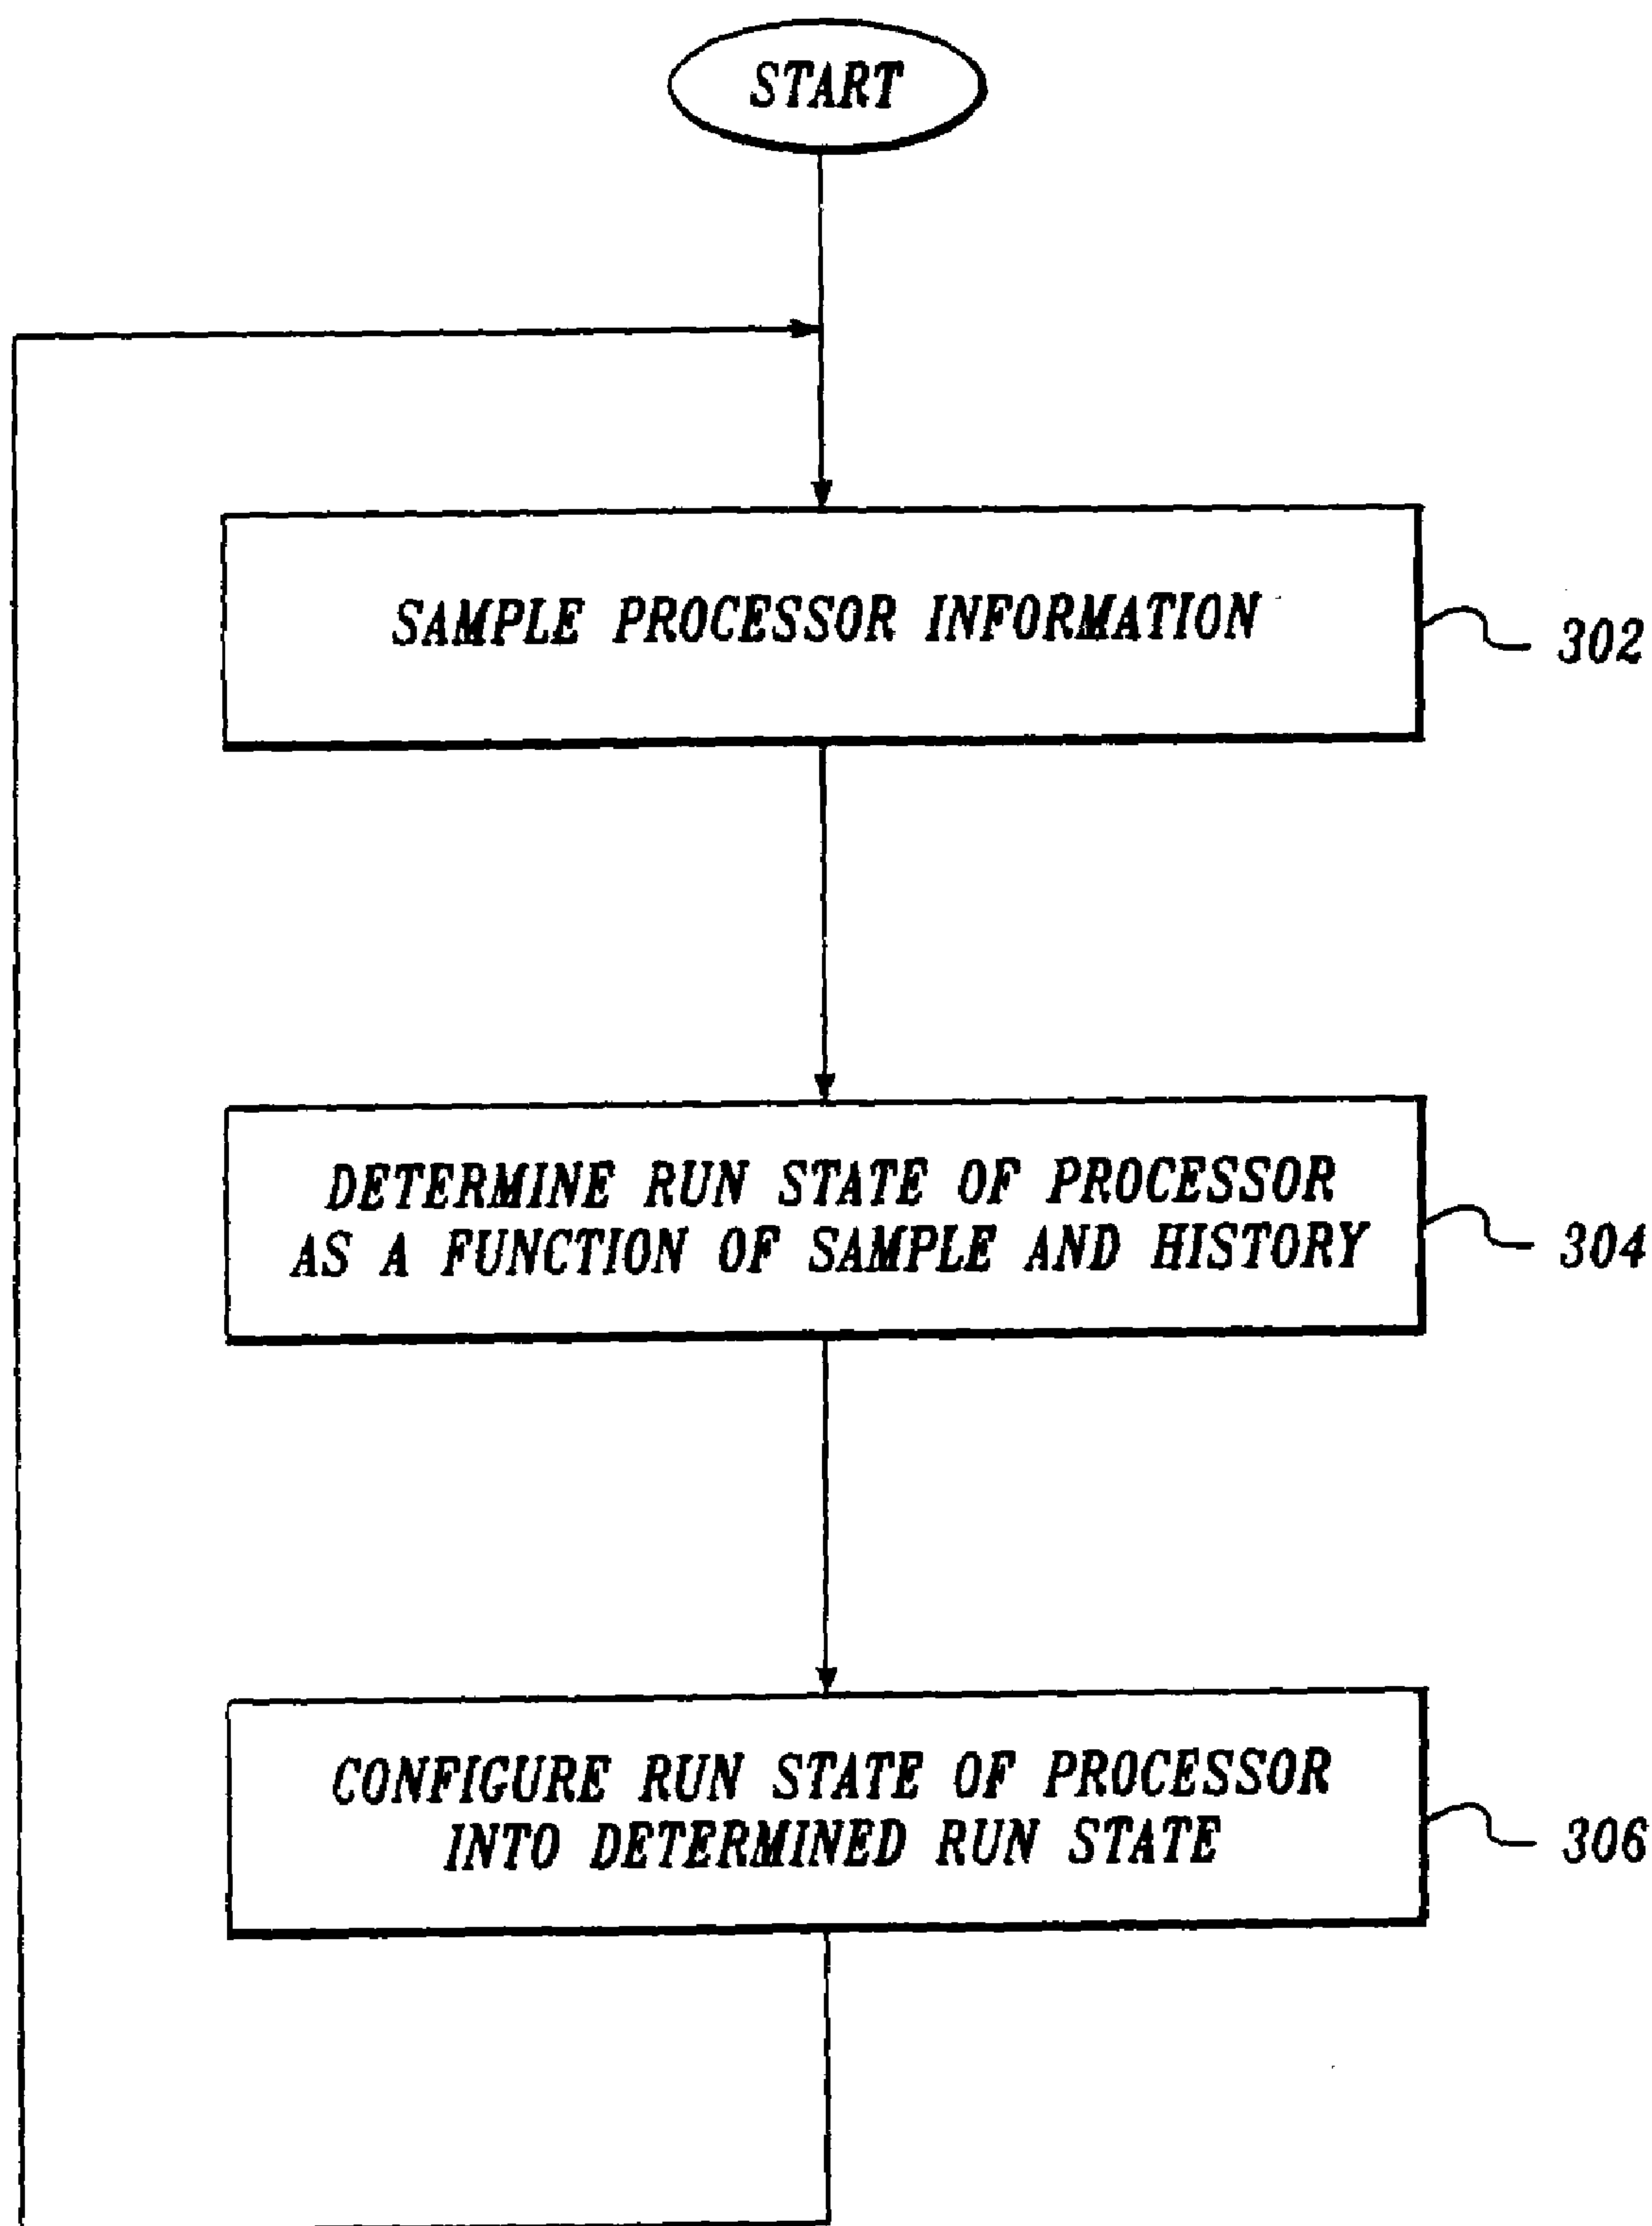 START
SAMPLE PROCESSOR INFORMATION
302
DETERMINE RUN STATE OF PROCESSOR
AS A FUNCTION OF SAMPLE AND HISTORY
304
CONFIGURE RUN STATE OF PROCESSOR
INTO DETERMINED RUN STATE
306